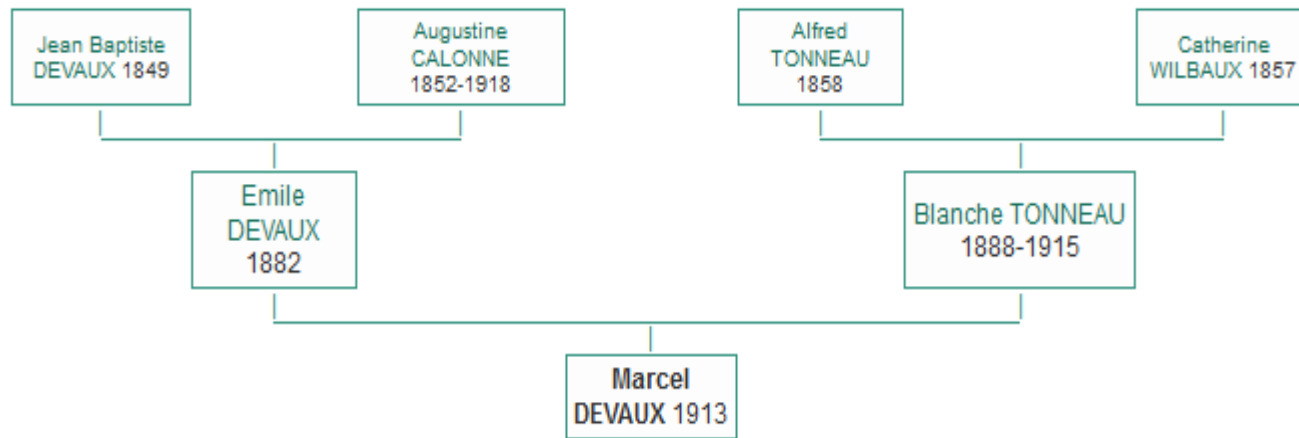 Jean Baptiste
DEVAUX 1849
Augustine
CALONNE
1852-1918
Alfred
TONNEAU
1858
Catherine
WILBAUX 1857
Emile
DEVAUX
1882
Blanche TONNEAU
1888-1915
Marcel
DEVAUX 1913